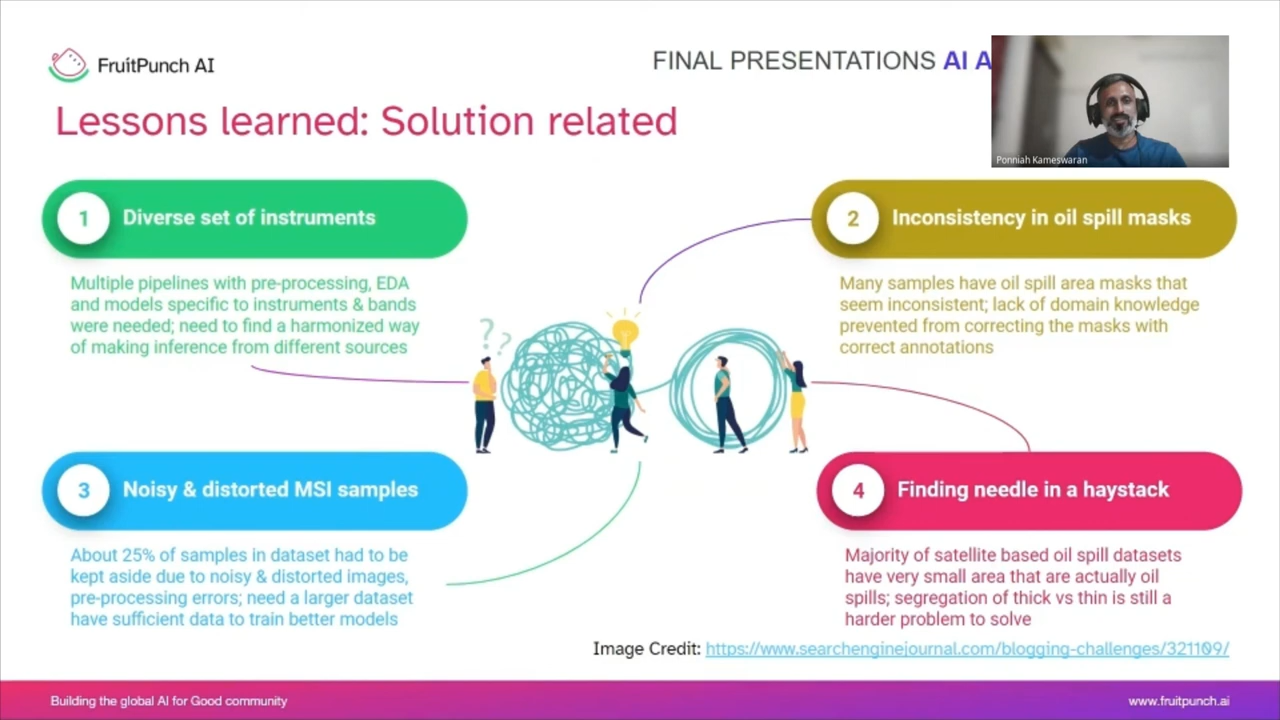 FruitPunch AI
FINAL PRESENTATIONS AI A
Ponniah Kameswaran
Lessons learned: Solution related
1 Diverse set of instruments
Multiple pipelines with pre-processing, EDA
and models specific to instruments & bands
were needed; need to find a harmonized way
of making inference from different sources
2 Inconsistency in oil spill masks
Many samples have oil spill area masks that
seem inconsistent; lack of domain knowledge
prevented from correcting the masks with
correct annotations
??
3 Noisy & distorted MSI samples
About 25% of samples in dataset had to be
kept aside due to noisy & distorted images,
pre-processing errors; need a larger dataset
have sufficient data to train better models
4 Finding needle in a haystack
Majority of satellite based oil spill datasets
have very small area that are actually oil
spills; segregation of thick vs thin is still a
harder problem to solve
Image Credit: https://www.searchenginejournal.com/blogging-challenges/321109/
Building the global AI for Good community
www.fruitpunch.ai